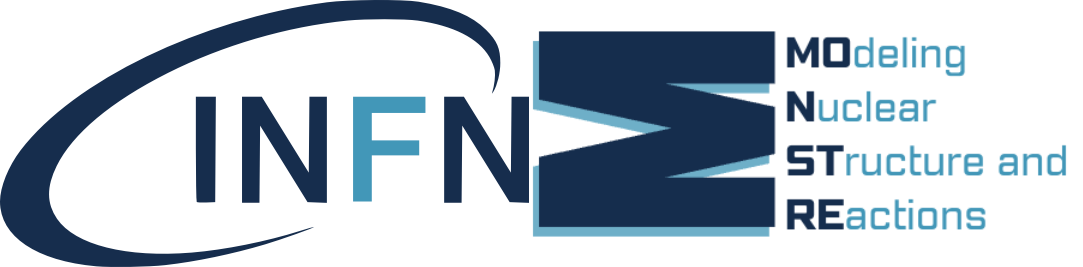 INFN
MOdeling
Nuclear
STructure and
REactions